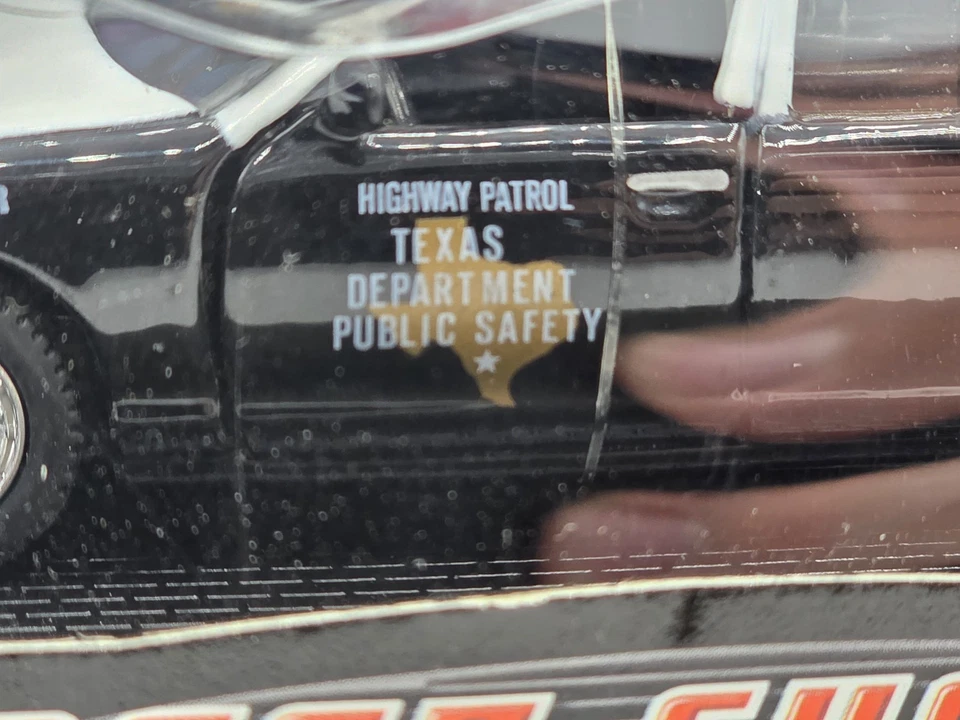 HIGHWAY PATROL
TEXAS
DEPARTMENT
PUBLIC SAFETY